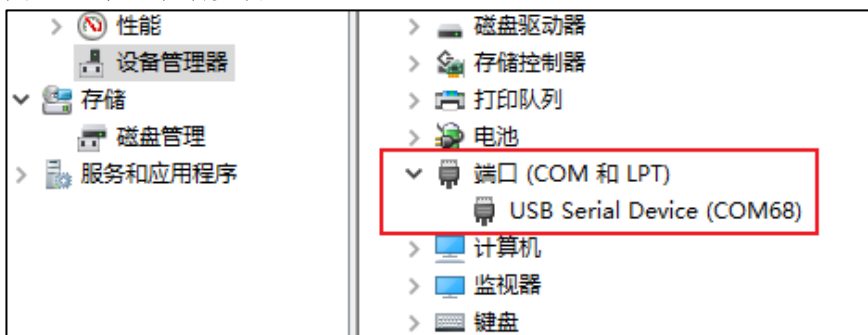 性能
设备管理器
存储
磁盘管理
服务和应用程序
磁盘驱动器
存储控制器
打印队列
电池
端口 (COM 和 LPT)
USB Serial Device (COM68)
计算机
监视器
键盘